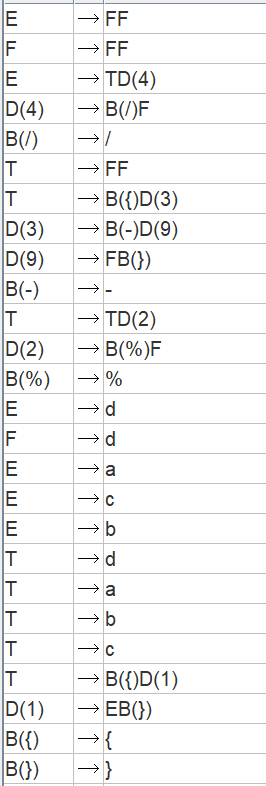 E → FF
F → FF
E → TD(4)
D(4) → B(/)F
B(/) → /
T → FF
T → B({)D(3)
D(3) → B(-)D(9)
D(9) → FB(})
B(-) → -
T → TD(2)
D(2) → B(%)F
B(%) → %
E → d
F → d
E → a
E → c
E → b
T → d
T → a
T → b
T → c
T → B({)D(1)
D(1) → EB(})
B({) → {
B(}) → }